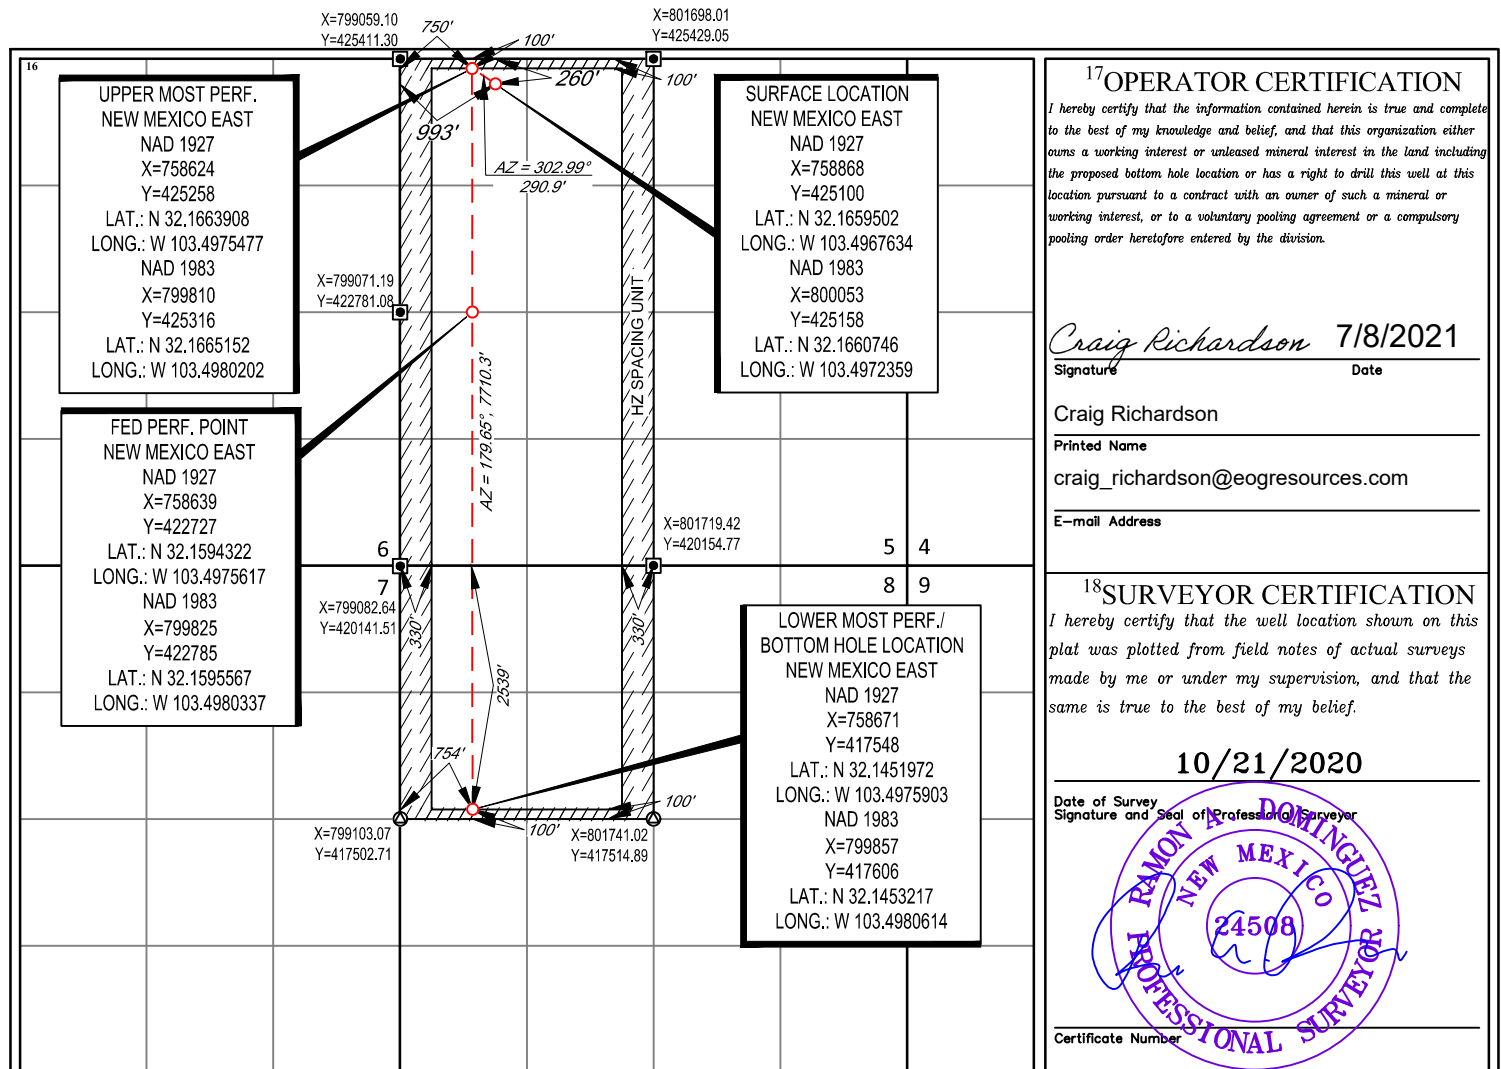 X=799059.10
Y=425411.30
750'
100'
X=801698.01
Y=425429.05
16
260'
100'
993'
AZ = 302.99°
290.9'
UPPER MOST PERF.
NEW MEXICO EAST
NAD 1927
X=758624
Y=425258
LAT.: N 32.1663908
LONG.: W 103.4975477
NAD 1983
X=799810
Y=425316
LAT.: N 32.1665152
LONG.: W 103.4980202
SURFACE LOCATION
NEW MEXICO EAST
NAD 1927
X=758868
Y=425100
LAT.: N 32.1659502
LONG.: W 103.4967634
NAD 1983
X=800053
Y=425158
LAT.: N 32.1660746
LONG.: W 103.4972359
X=799071.19
Y=422781.08
HZ SPACING UNIT
AZ = 179.65°, 7710.3'
FED PERF. POINT
NEW MEXICO EAST
NAD 1927
X=758639
Y=422727
LAT.: N 32.1594322
LONG.: W 103.4975617
NAD 1983
X=799825
Y=422785
LAT.: N 32.1595567
LONG.: W 103.4980337
X=801719.42
Y=420154.77
6
7
5 4
8 9
X=799082.64
Y=420141.51
330'
330'
2539'
LOWER MOST PERF./
BOTTOM HOLE LOCATION
NEW MEXICO EAST
NAD 1927
X=758671
Y=417548
LAT.: N 32.1451972
LONG.: W 103.4975903
NAD 1983
X=799857
Y=417606
LAT.: N 32.1453217
LONG.: W 103.4980614
754'
100'
100'
X=799103.07
Y=417502.71
X=801741.02
Y=417514.89
17OPERATOR CERTIFICATION
I hereby certify that the information contained herein is true and complete
to the best of my knowledge and belief, and that this organization either
owns a working interest or unleased mineral interest in the land including
the proposed bottom hole location or has a right to drill this well at this
location pursuant to a contract with an owner of such a mineral or
working interest, or to a voluntary pooling agreement or a compulsory
pooling order heretofore entered by the division.
Craig Richardson 7/8/2021
Signature Date
Craig Richardson
Printed Name
craig_richardson@eogresources.com
E-mail Address
18SURVEYOR CERTIFICATION
I hereby certify that the well location shown on this
plat was plotted from field notes of actual surveys
made by me or under my supervision, and that the
same is true to the best of my belief.
10/21/2020
Date of Survey
Signature and Seal of Professional Surveyor
RAMON A. DOMINGUEZ
NEW MEXICO
24508
PROFESSIONAL SURVEYOR
Certificate Number